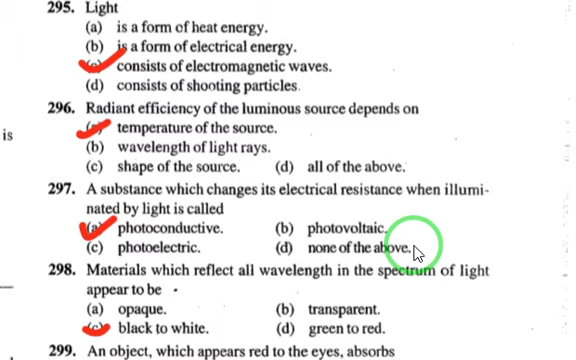 295. Light
(a) is a form of heat energy.
(b) is a form of electrical energy.
(c) consists of electromagnetic waves.
(d) consists of shooting particles.
296. Radiant efficiency of the luminous source depends on
is
(a) temperature of the source.
(b) wavelength of light rays.
(c) shape of the source. (d) all of the above.
297. A substance which changes its electrical resistance when illumi-
nated by light is called
(a) photoconductive. (b) photovoltaic.
(c) photoelectric. (d) none of the above.
298. Materials which reflect all wavelength in the spectrum of light
appear to be
(a) opaque. (b) transparent.
(c) black to white. (d) green to red.
299. An object, which appears red to the eyes, absorbs